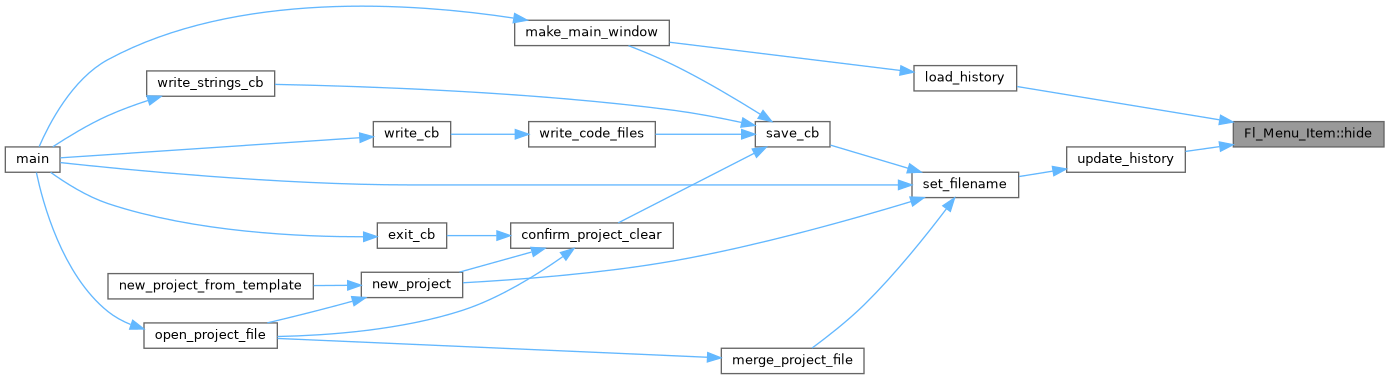 make_main_window
load_history
write_strings_cb
Fl_Menu_Item::hide
write_cb
write_code_files
save_cb
main
update_history
set_filename
exit_cb
confirm_project_clear
new_project_from_template
new_project
open_project_file
merge_project_file